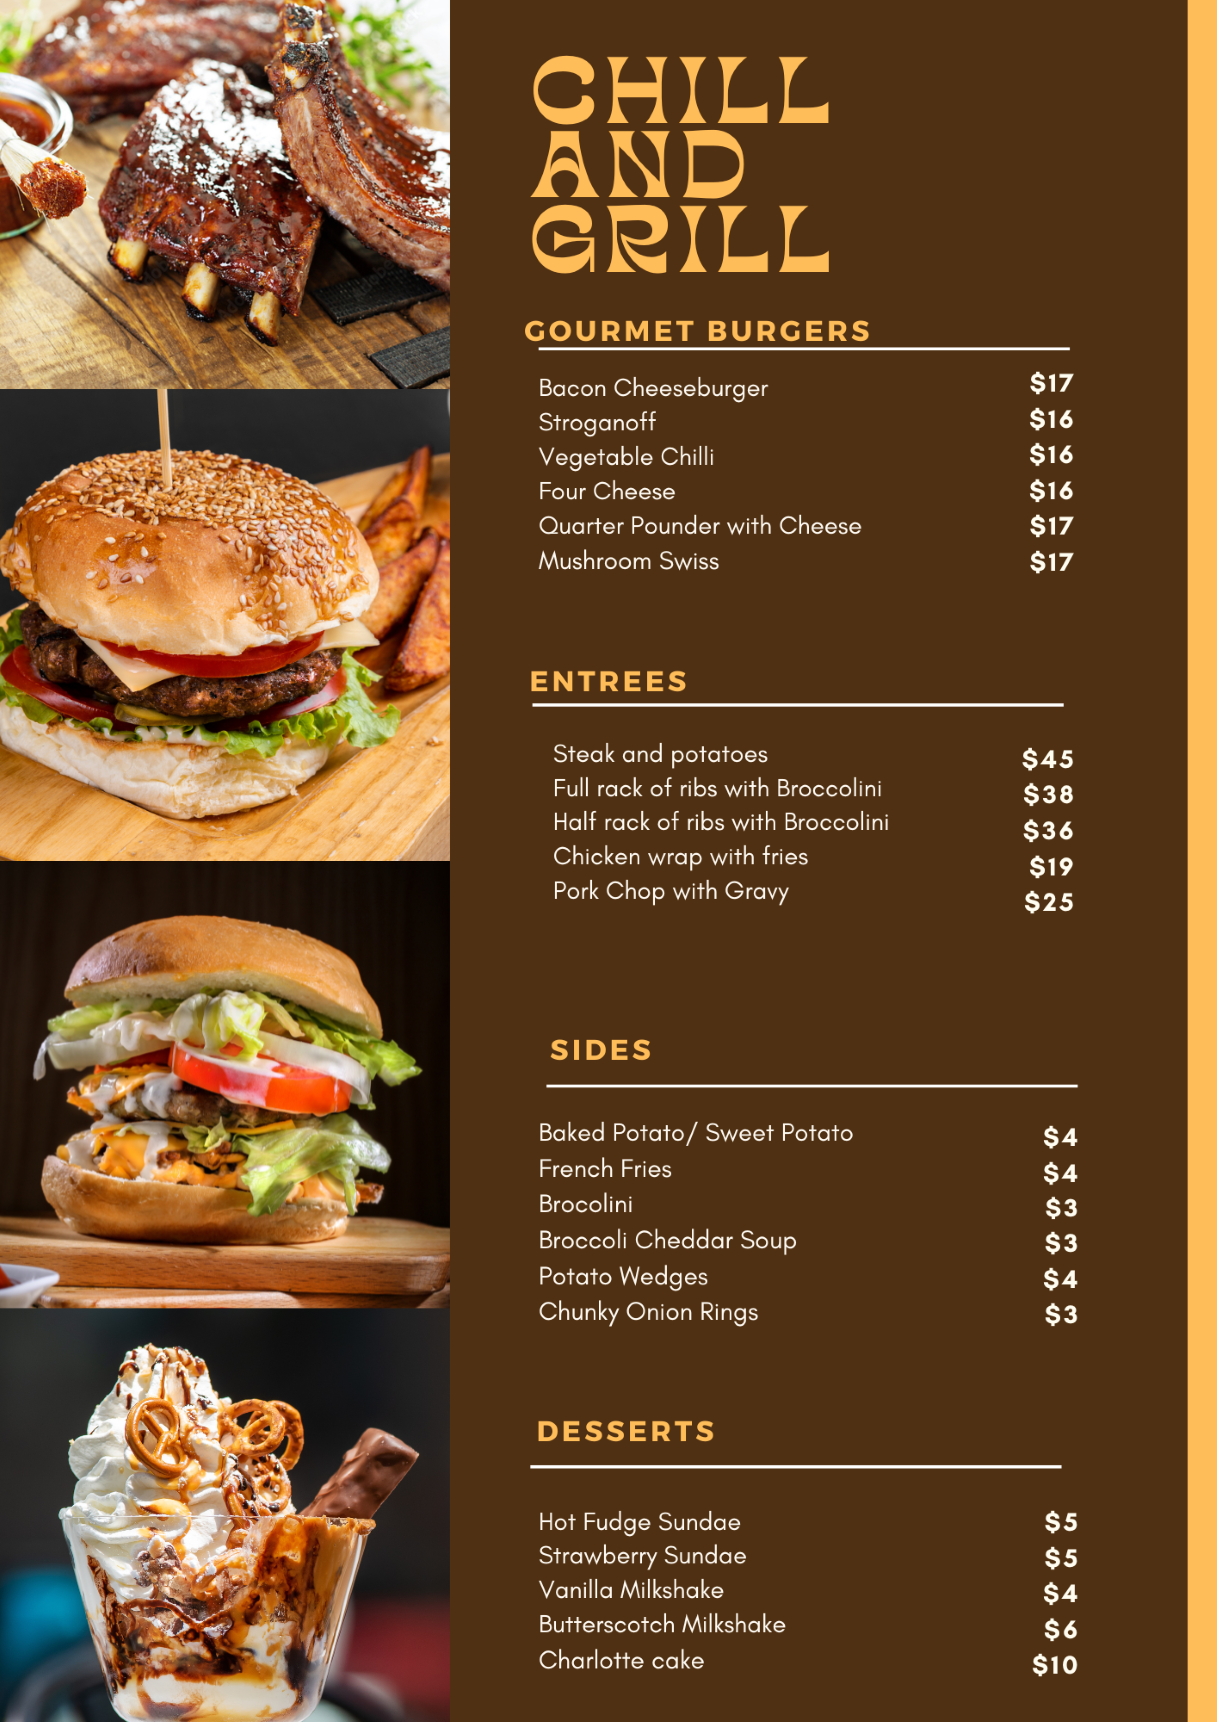 CHILL
AND
GRILL
GOURMET BURGERS
Bacon Cheeseburger $17
Stroganoff $16
Vegetable Chilli $16
Four Cheese $16
Quarter Pounder with Cheese $17
Mushroom Swiss $17
ENTREES
Steak and potatoes $45
Full rack of ribs with Broccolini $38
Half rack of ribs with Broccolini $36
Chicken wrap with fries $19
Pork Chop with Gravy $25
SIDES
Baked Potato/ Sweet Potato $4
French Fries $4
Brocolini $3
Broccoli Cheddar Soup $3
Potato Wedges $4
Chunky Onion Rings $3
DESSERTS
Hot Fudge Sundae $5
Strawberry Sundae $5
Vanilla Milkshake $4
Butterscotch Milkshake $6
Charlotte cake $10